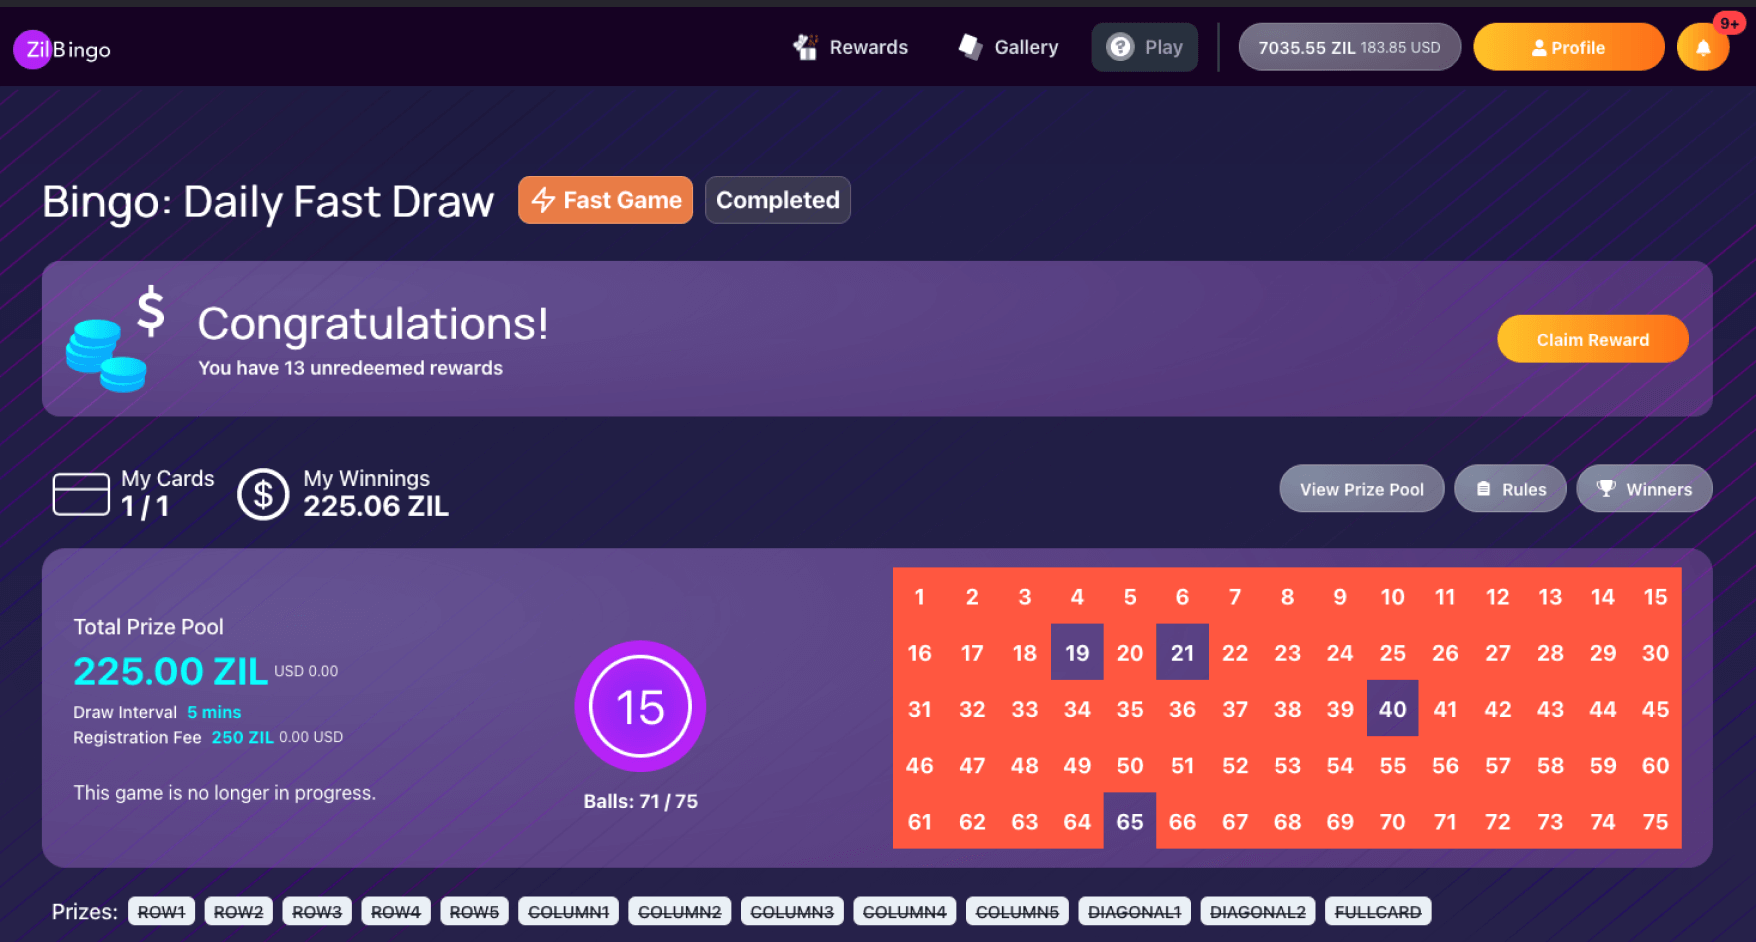 ZilBingo
Rewards
Gallery
Play
7035.55 ZIL 183.85 USD
Profile
9+
Bingo: Daily Fast Draw
Fast Game
Completed
$
Congratulations!
You have 13 unredeemed rewards
Claim Reward
My Cards
1 / 1
$
My Winnings
225.06 ZIL
View Prize Pool
Rules
Winners
Total Prize Pool
225.00 ZIL USD 0.00
Draw Interval 5 mins
Registration Fee 250 ZIL 0.00 USD
This game is no longer in progress.
15
Balls: 71 / 75
1 2 3 4 5 6 7 8 9 10 11 12 13 14 15
16 17 18 19 20 21 22 23 24 25 26 27 28 29 30
31 32 33 34 35 36 37 38 39 40 41 42 43 44 45
46 47 48 49 50 51 52 53 54 55 56 57 58 59 60
61 62 63 64 65 66 67 68 69 70 71 72 73 74 75
Prizes: ROW1 ROW2 ROW3 ROW4 ROW5 COLUMN1 COLUMN2 COLUMN3 COLUMN4 COLUMN5 DIAGONAL1 DIAGONAL2 FULLCARD